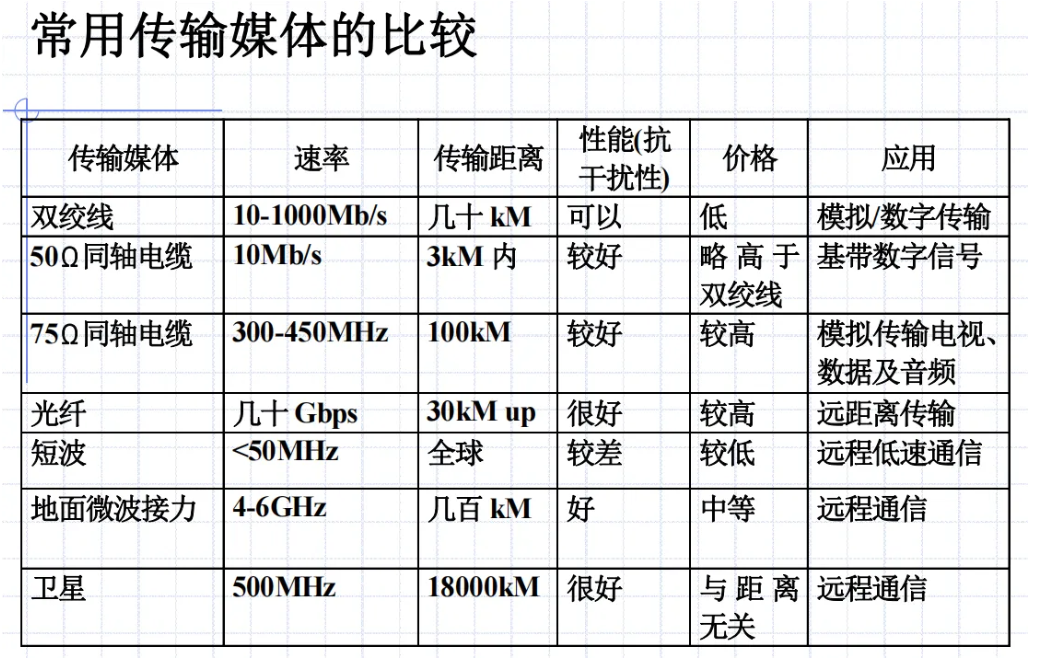 常用传输媒体的比较
传输媒体 速率 传输距离 性能(抗干扰性) 价格 应用
双绞线 10-1000Mb/s 几十 kM 可以 低 模拟/数字传输
50Ω同轴电缆 10Mb/s 3kM 内 较好 略高于双绞线 基带数字信号
75Ω同轴电缆 300-450MHz 100kM 较好 较高 模拟传输电视、数据及音频
光纤 几十 Gbps 30kM up 很好 较高 远距离传输
短波 <50MHz 全球 较差 较低 远程低速通信
地面微波接力 4-6GHz 几百 kM 好 中等 远程通信
卫星 500MHz 18000kM 很好 与距离无关 远程通信